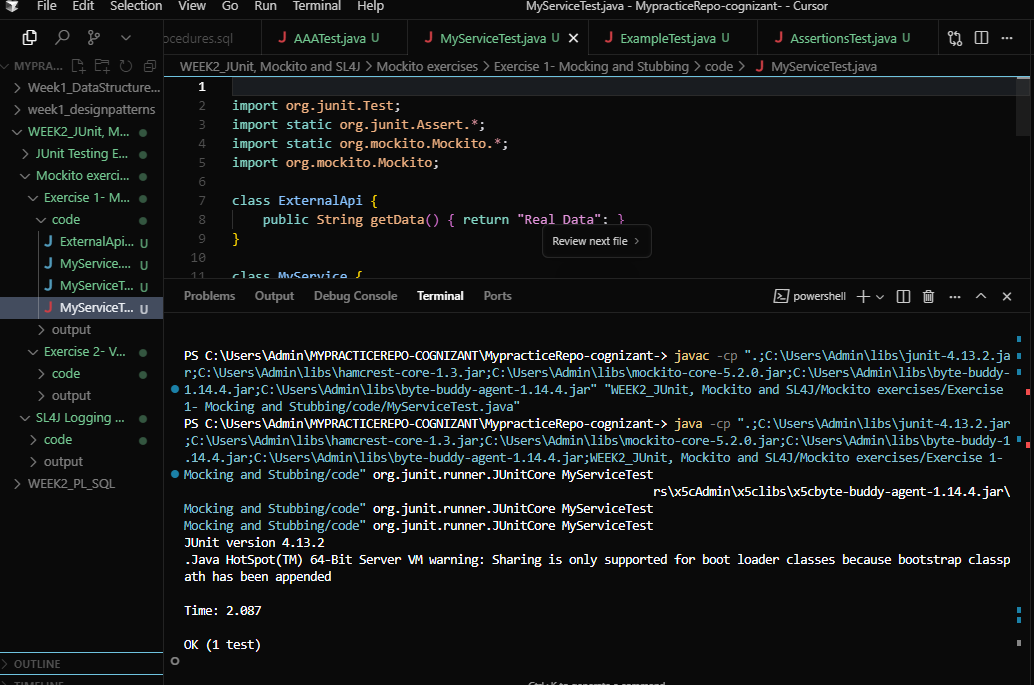 File Edit Selection View Go Run Terminal Help MyServiceTest.java - MypracticeRepo-cognizant- - Cursor
ocedures.sql J AAATest.java U J MyServiceTest.java U J ExampleTest.java U J AssertionsTest.java U
MYPRA...
WEEK2_JUnit, Mockito and SL4J > Mockito exercises > Exercise 1- Mocking and Stubbing > code > J MyServiceTest.java
Week1_DataStructure...
week1_designpatterns
WEEK2_JUnit, M...
JUnit Testing E...
Mockito exerci...
Exercise 1- M...
code
J ExternalApi... U
J MyService.... U
J MyServiceT... U
J MyServiceT... U
output
Exercise 2- V...
code
output
SL4J Logging ...
code
output
WEEK2_PL_SQL
OUTLINE
TIMELINE
1
2 import org.junit.Test;
3 import static org.junit.Assert.*;
4 import static org.mockito.Mockito.*;
5 import org.mockito.Mockito;
6
7 class ExternalApi {
8 public String getData() { return "Real Data"; }
9 }
10
11 class MyService {
Review next file >
Problems Output Debug Console Terminal Ports powershell
PS C:\Users\Admin\MYPRACTICEREPO-COGNIZANT\MypracticeRepo-cognizant-> javac -cp ".;C:\Users\Admin\libs\junit-4.13.2.ja
r;C:\Users\Admin\libs\hamcrest-core-1.3.jar;C:\Users\Admin\libs\mockito-core-5.2.0.jar;C:\Users\Admin\libs\byte-buddy-
1.14.4.jar;C:\Users\Admin\libs\byte-buddy-agent-1.14.4.jar" "WEEK2_JUnit, Mockito and SL4J/Mockito exercises/Exercise
1- Mocking and Stubbing/code/MyServiceTest.java"
PS C:\Users\Admin\MYPRACTICEREPO-COGNIZANT\MypracticeRepo-cognizant-> java -cp ".;C:\Users\Admin\libs\junit-4.13.2.jar
;C:\Users\Admin\libs\hamcrest-core-1.3.jar;C:\Users\Admin\libs\mockito-core-5.2.0.jar;C:\Users\Admin\libs\byte-buddy-1
.14.4.jar;C:\Users\Admin\libs\byte-buddy-agent-1.14.4.jar;WEEK2_JUnit, Mockito and SL4J/Mockito exercises/Exercise 1-
Mocking and Stubbing/code" org.junit.runner.JUnitCore MyServiceTest
rs\x5cAdmin\x5clibs\x5cbyte-buddy-agent-1.14.4.jar\
Mocking and Stubbing/code" org.junit.runner.JUnitCore MyServiceTest
Mocking and Stubbing/code" org.junit.runner.JUnitCore MyServiceTest
JUnit version 4.13.2
.Java HotSpot(TM) 64-Bit Server VM warning: Sharing is only supported for boot loader classes because bootstrap classp
ath has been appended
Time: 2.087
OK (1 test)
Ctrl+K to generate a command